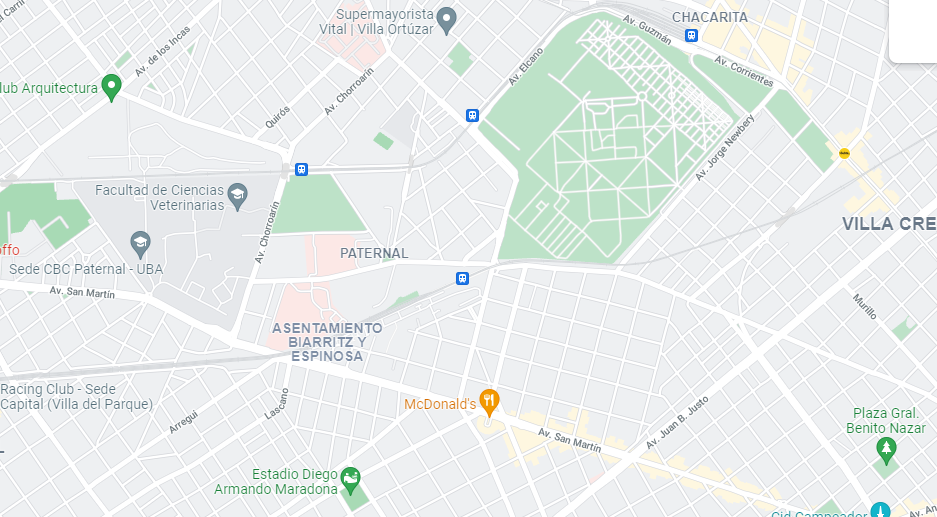 Supermayorista
Vital | Villa Ortúzar
CHACARITA
Av. Guzmán
Av. de los Incas
Av. Elcano
Av. Corrientes
lub Arquitectura
Av. Chorroarín
Quirós
Av. Jorge Newbery
Facultad de Ciencias
Veterinarias
Av. Chorroarín
VILLA CRE
offo
Sede CBC Paternal - UBA
PATERNAL
Av. San Martín
Murillo
ASENTAMIENTO
BIARRITZ Y
ESPINOSA
Racing Club - Sede
Capital (Villa del Parque)
Lascano
Arregui
McDonald's
Av. San Martín
Av. Juan B. Justo
Plaza Gral.
Benito Nazar
Estadio Diego
Armando Maradona
Cid Campeador